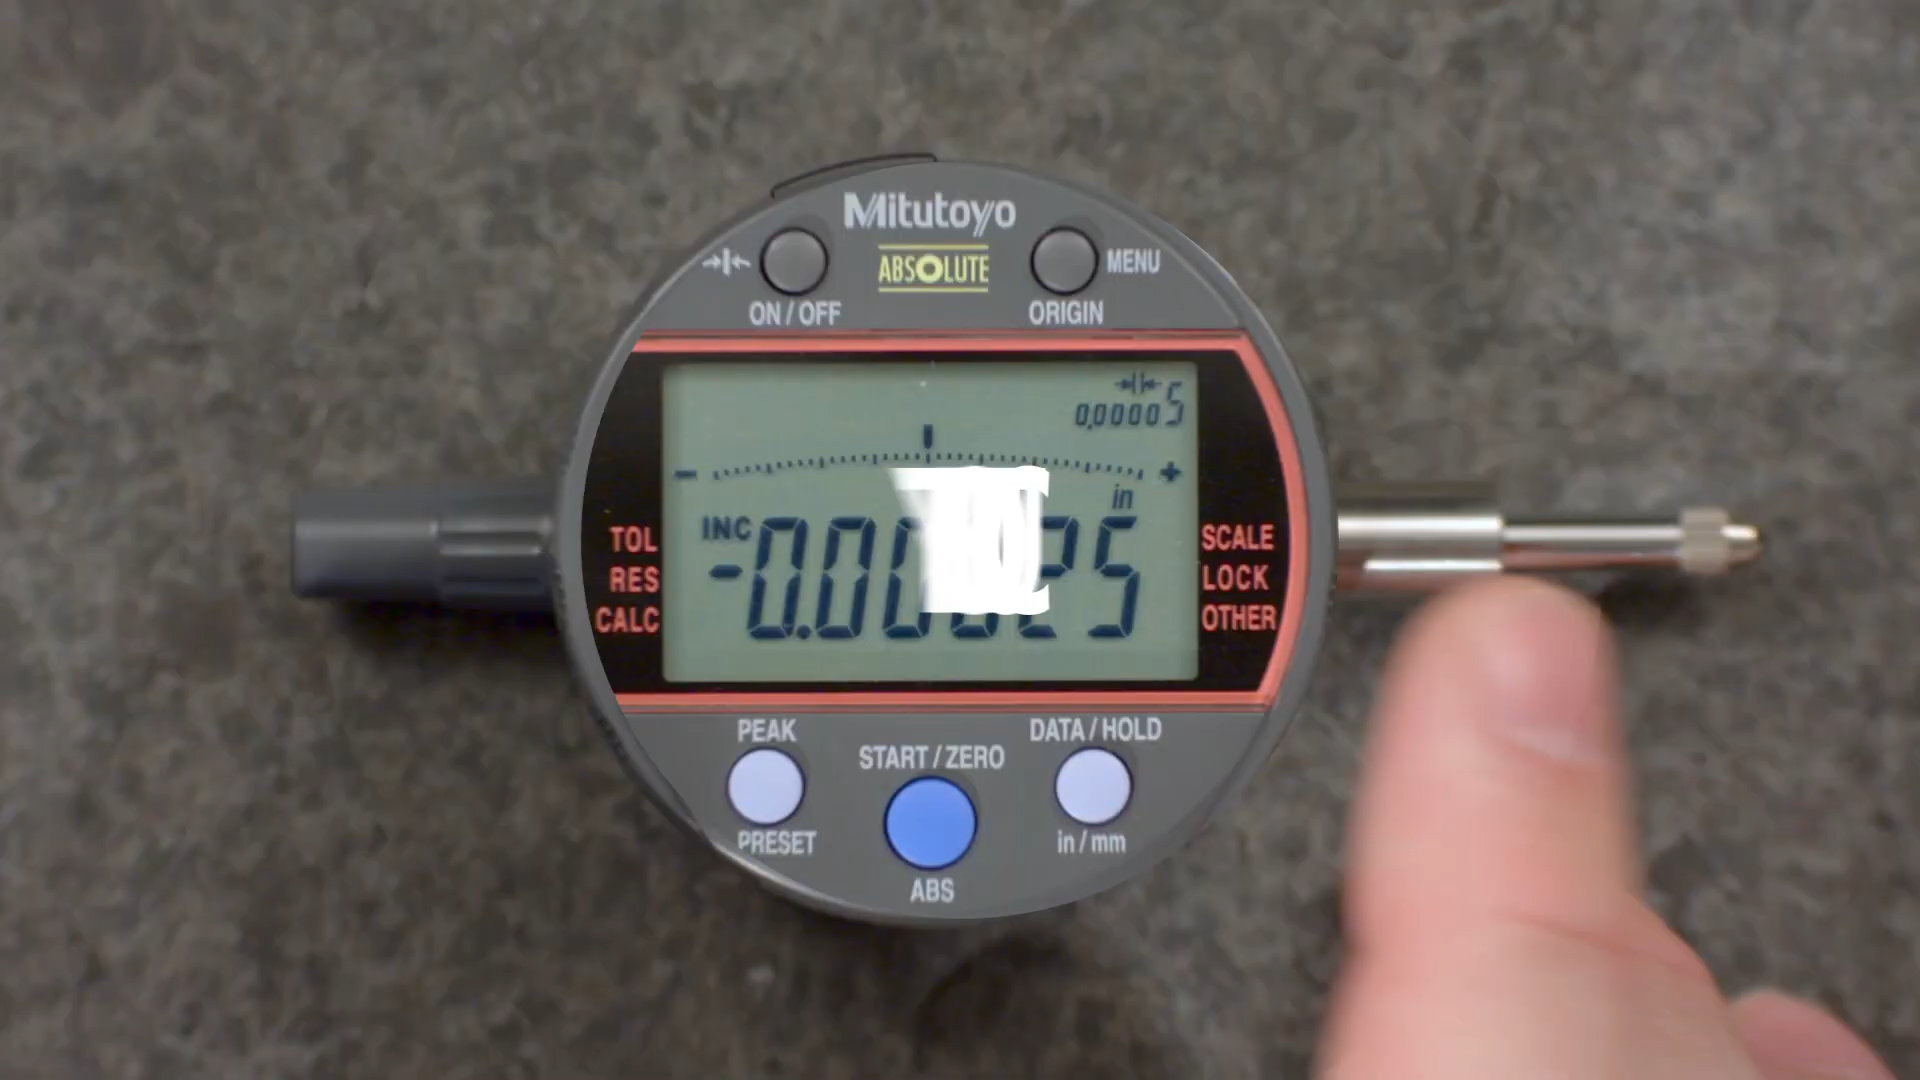 Mitutoyo
ABSOLUTE
MENU
ON / OFF
ORIGIN
0.00005
in
INC
TOL
RES
CALC
SCALE
LOCK
OTHER
PEAK
START / ZERO
DATA / HOLD
PRESET
ABS
in / mm